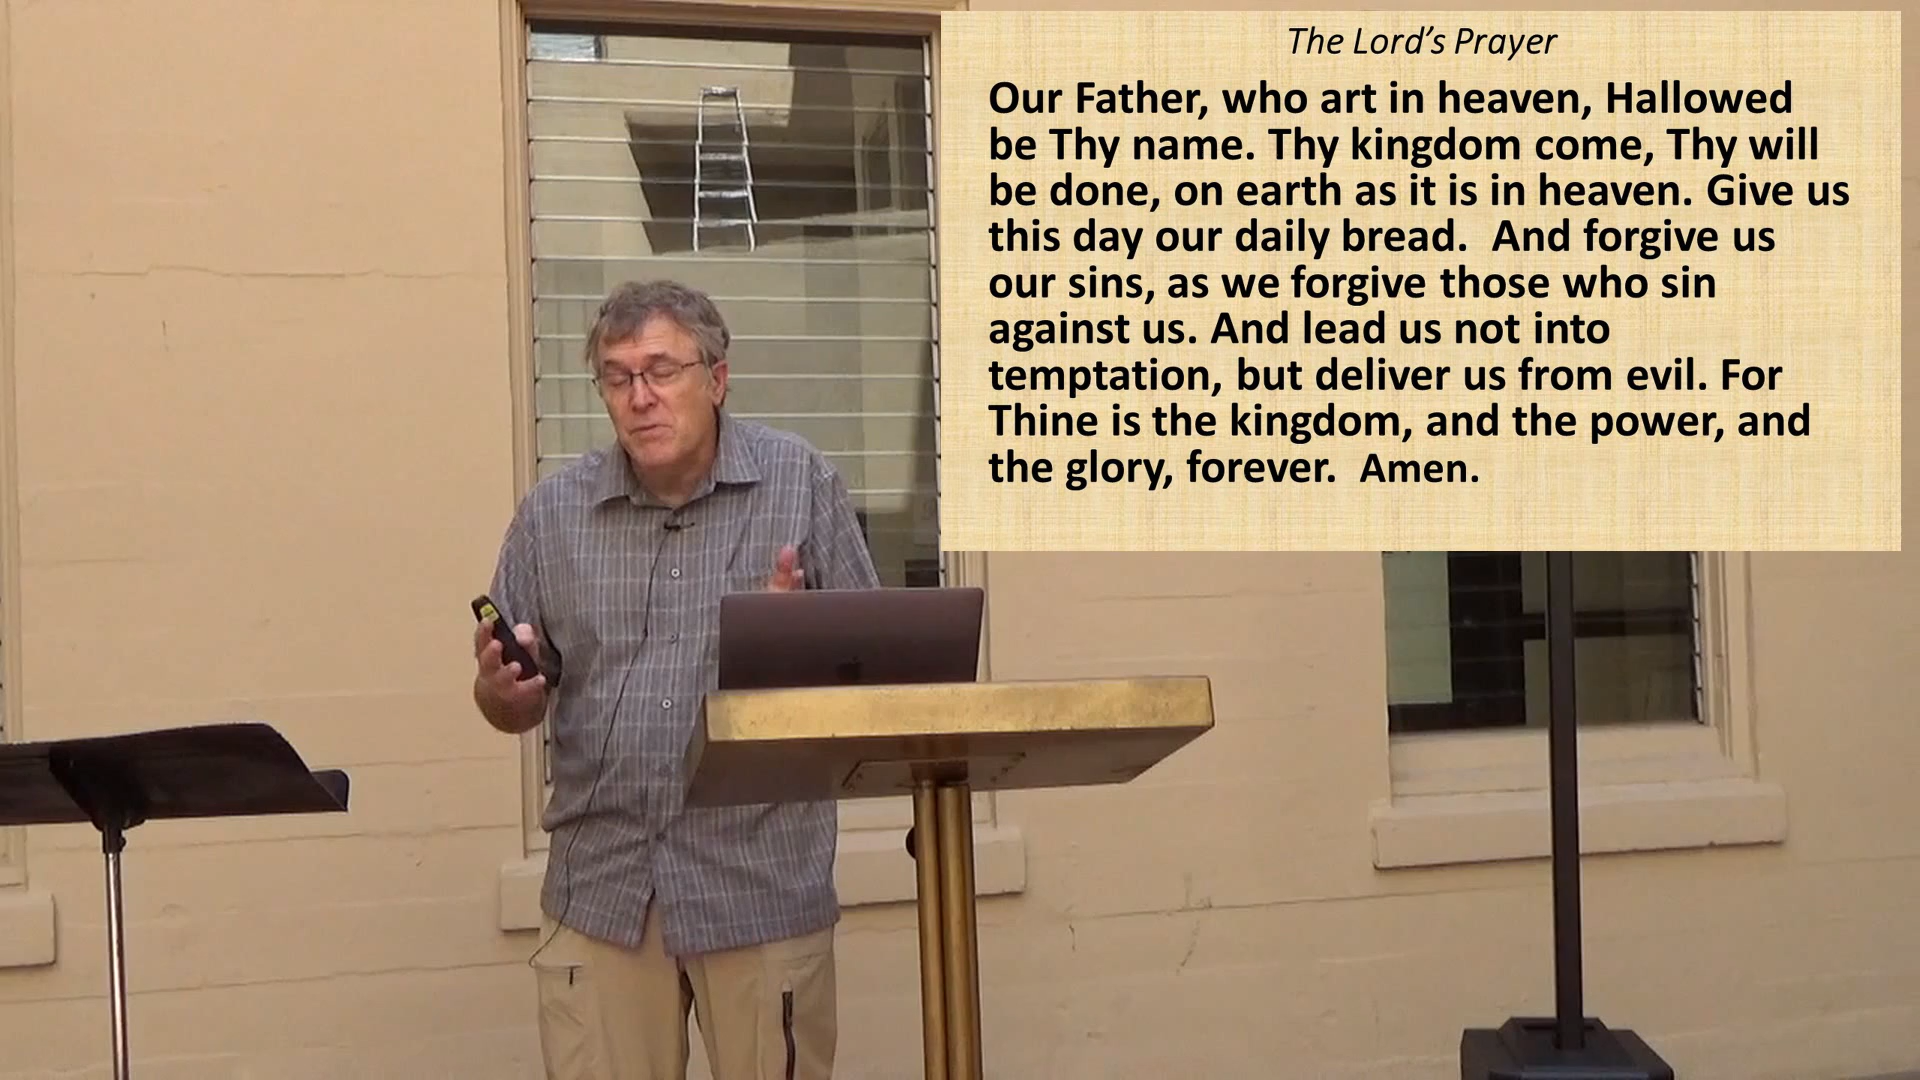 The Lord's Prayer
Our Father, who art in heaven, Hallowed
be Thy name. Thy kingdom come, Thy will
be done, on earth as it is in heaven. Give us
this day our daily bread.  And forgive us
our sins, as we forgive those who sin
against us. And lead us not into
temptation, but deliver us from evil. For
Thine is the kingdom, and the power, and
the glory, forever.  Amen.